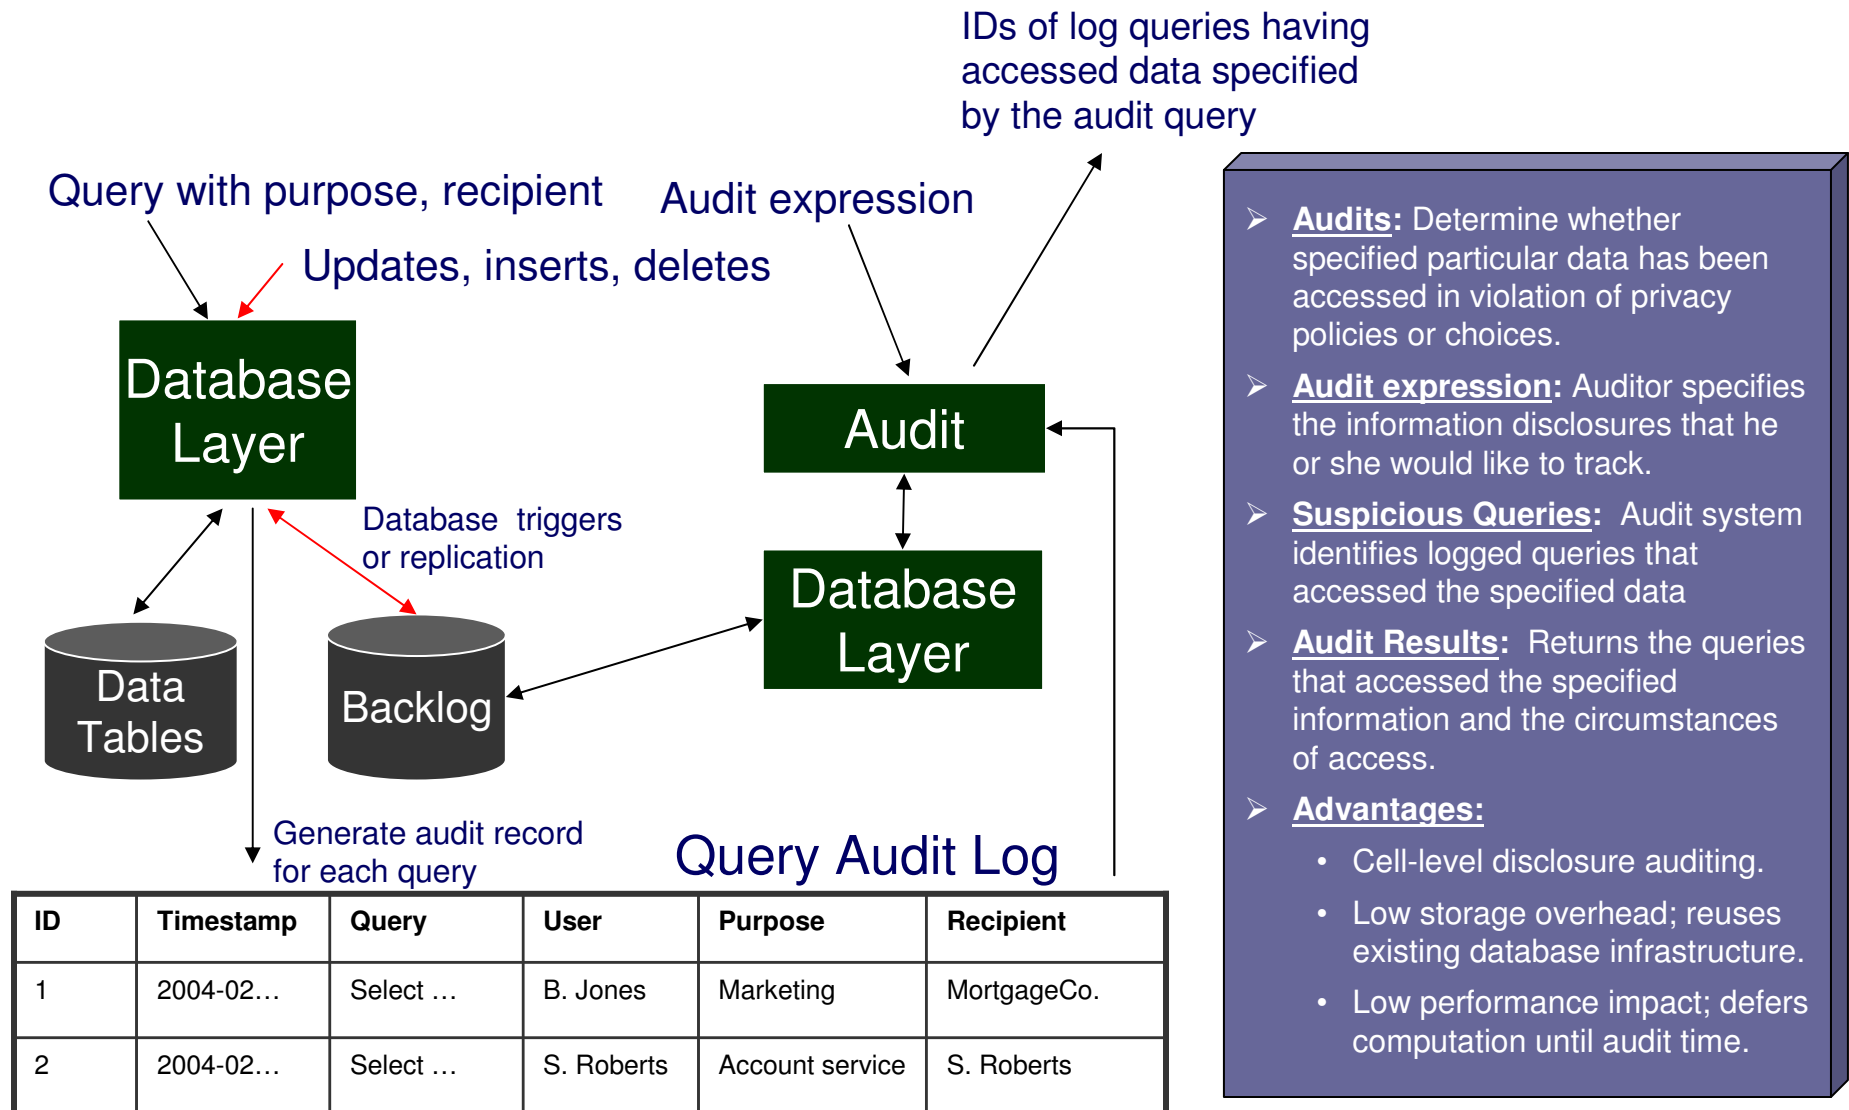 IDs of log queries having
accessed data specified
by the audit query
Query with purpose, recipient
Audit expression
Updates, inserts, deletes
Database
Layer
Audit
Database triggers
or replication
Database
Layer
Data
Tables
Backlog
Generate audit record
for each query
Query Audit Log
ID Timestamp Query User Purpose Recipient
1 2004-02… Select … B. Jones Marketing MortgageCo.
2 2004-02… Select … S. Roberts Account service S. Roberts
➢ Audits: Determine whether
specified particular data has been
accessed in violation of privacy
policies or choices.
➢ Audit expression: Auditor specifies
the information disclosures that he
or she would like to track.
➢ Suspicious Queries: Audit system
identifies logged queries that
accessed the specified data
➢ Audit Results: Returns the queries
that accessed the specified
information and the circumstances
of access.
➢ Advantages:
• Cell-level disclosure auditing.
• Low storage overhead; reuses
existing database infrastructure.
• Low performance impact; defers
computation until audit time.